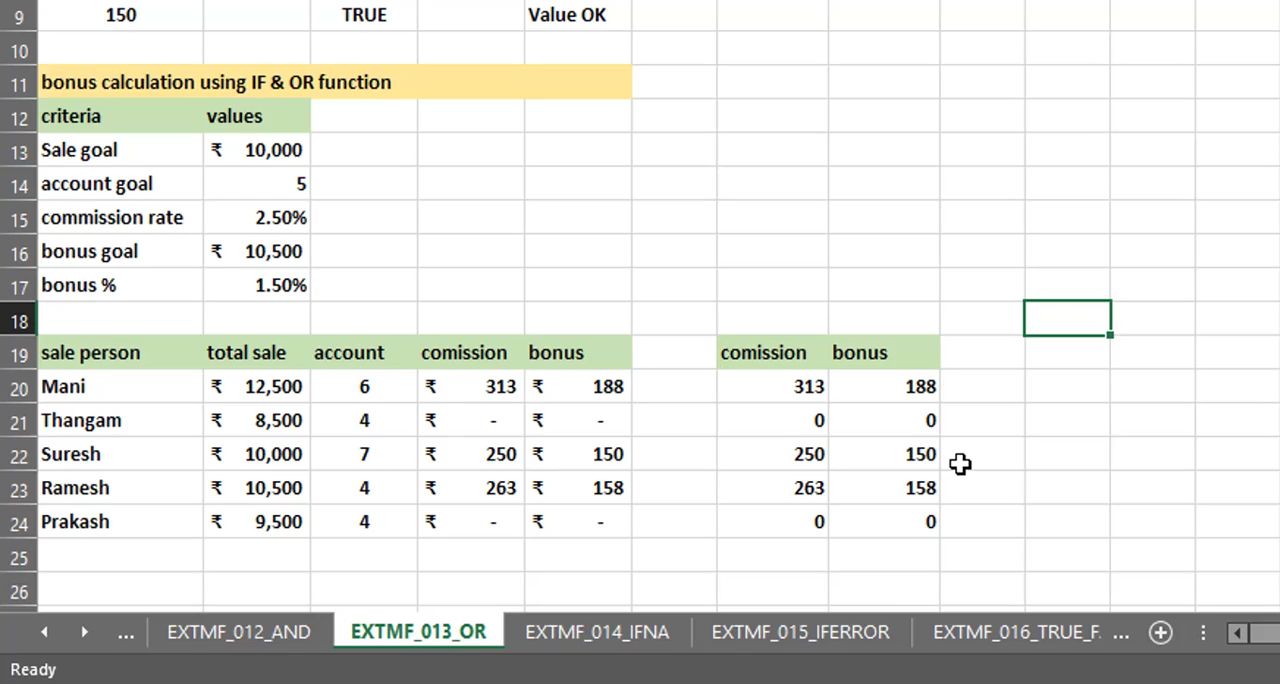 9 150 TRUE Value OK
10
11 bonus calculation using IF & OR function
12 criteria values
13 Sale goal ₹ 10,000
14 account goal 5
15 commission rate 2.50%
16 bonus goal ₹ 10,500
17 bonus % 1.50%
18
19 sale person total sale account comission bonus comission bonus
20 Mani ₹ 12,500 6 ₹ 313 ₹ 188 313 188
21 Thangam ₹ 8,500 4 ₹ - ₹ - 0 0
22 Suresh ₹ 10,000 7 ₹ 250 ₹ 150 250 150
23 Ramesh ₹ 10,500 4 ₹ 263 ₹ 158 263 158
24 Prakash ₹ 9,500 4 ₹ - ₹ - 0 0
25
26
... EXTMF_012_AND EXTMF_013_OR EXTMF_014_IFNA EXTMF_015_IFERROR EXTMF_016_TRUE_F. ...
Ready